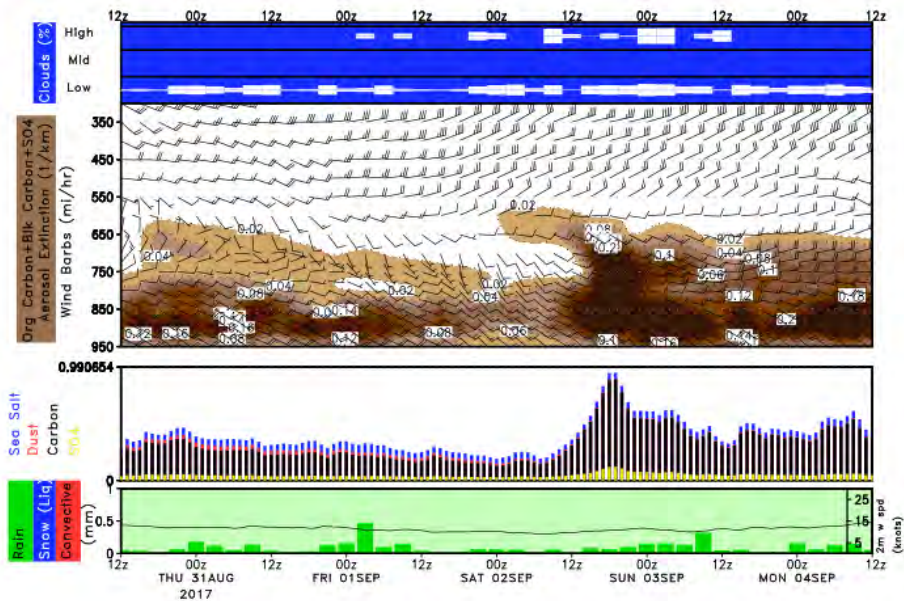 12z 00z 12z 00z 12z 00z 12z 00z 12z 00z 12z
Clouds (%)
High
Mid
Low
Org Carbon+Blk Carbon+SO4
Aerosol Extinction (1/km)
Wind Barbs (mi/hr)
350
450
550
650
750
850
950
0.02
0.02
0.08
0.02
0.04
0.2
0.1
0.04
0.08
0.1
0.06
0.04
0.02
0.02
0.08
0.04
0.12
0.16
0.14
0.2
0.12
0.16
0.08
0.12
0.08
0.06
0.1
0.990654
0
Sea Salt
Dust
Carbon
SO4
Rain
Snow (Liq)
Convective
(mm)
1
0.5
0
25
15
5
2m w spd
(knots)
12z 00z 12z 00z 12z 00z 12z 00z 12z 00z 12z
THU 31AUG FRI 01SEP SAT 02SEP SUN 03SEP MON 04SEP
2017